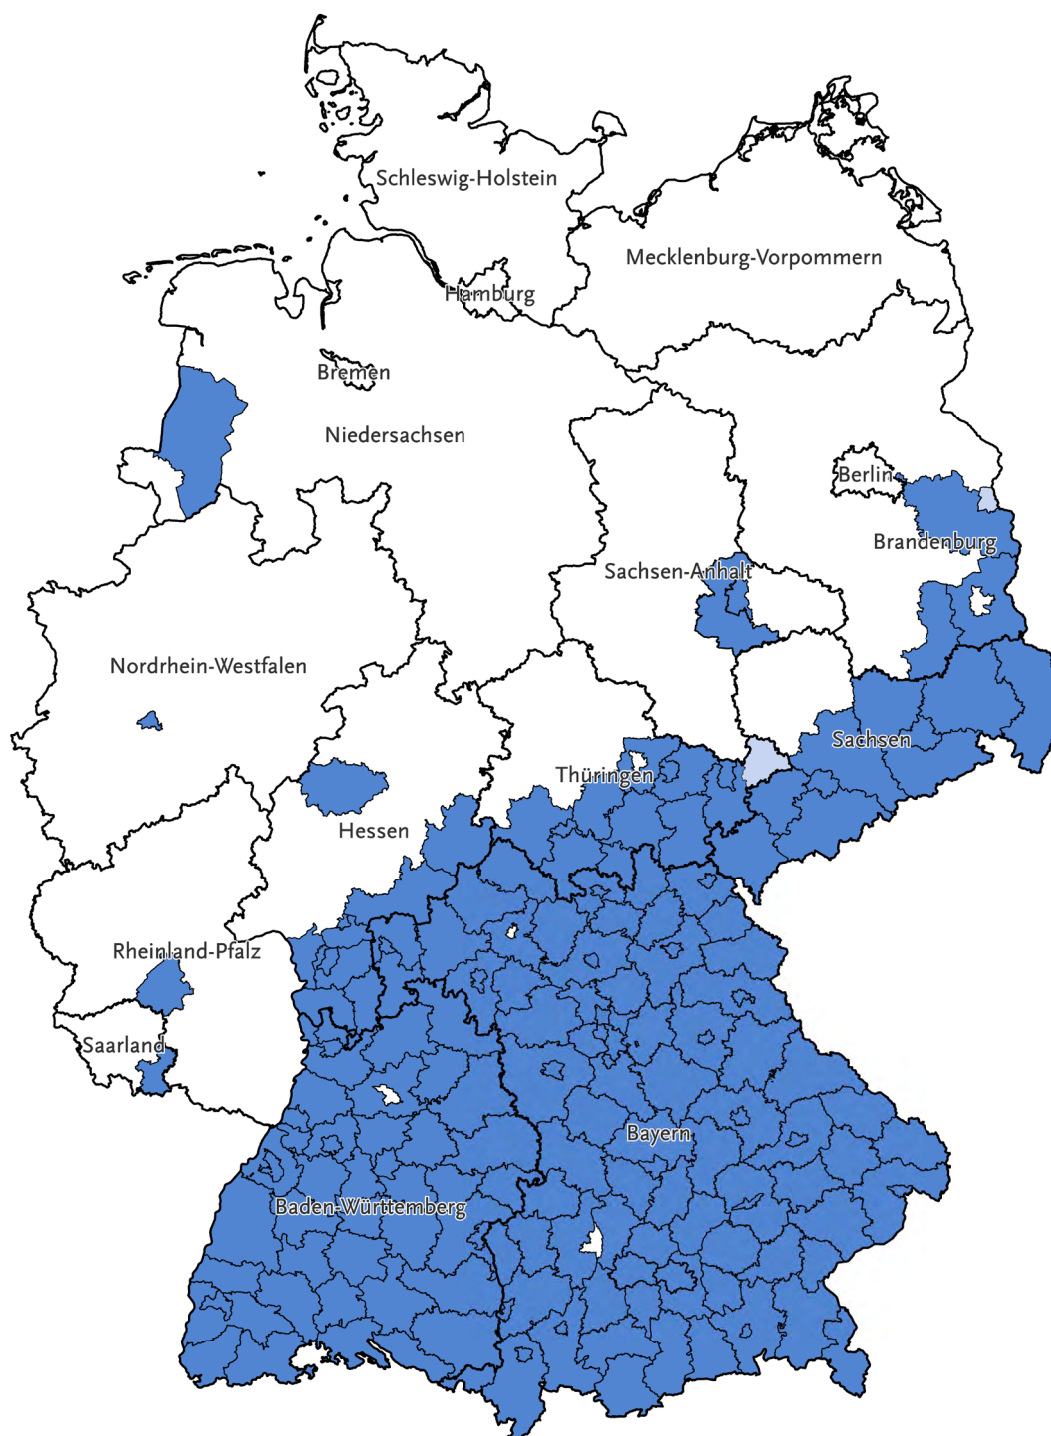 Schleswig-Holstein
Mecklenburg-Vorpommern
Hamburg
Bremen
Niedersachsen
Berlin
Brandenburg
Sachsen-Anhalt
Nordrhein-Westfalen
Sachsen
Thüringen
Hessen
Rheinland-Pfalz
Saarland
Bayern
Baden-Württemberg